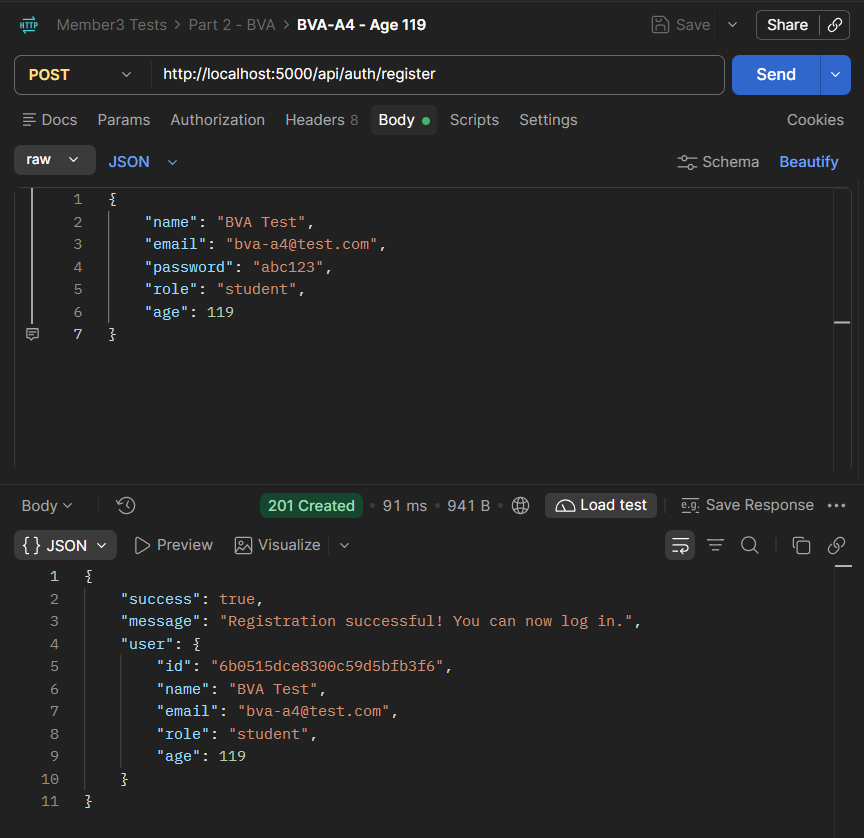 HTTP Member3 Tests > Part 2 - BVA > BVA-A4 - Age 119 Save Share
POST http://localhost:5000/api/auth/register Send
Docs Params Authorization Headers 8 Body Scripts Settings Cookies
raw JSON Schema Beautify
1 {
2 "name": "BVA Test",
3 "email": "bva-a4@test.com",
4 "password": "abc123",
5 "role": "student",
6 "age": 119
7 }
Body 201 Created 91 ms 941 B Load test e.g. Save Response
{} JSON Preview Visualize
1 {
2 "success": true,
3 "message": "Registration successful! You can now log in.",
4 "user": {
5 "id": "6b0515dce8300c59d5bfb3f6",
6 "name": "BVA Test",
7 "email": "bva-a4@test.com",
8 "role": "student",
9 "age": 119
10 }
11 }